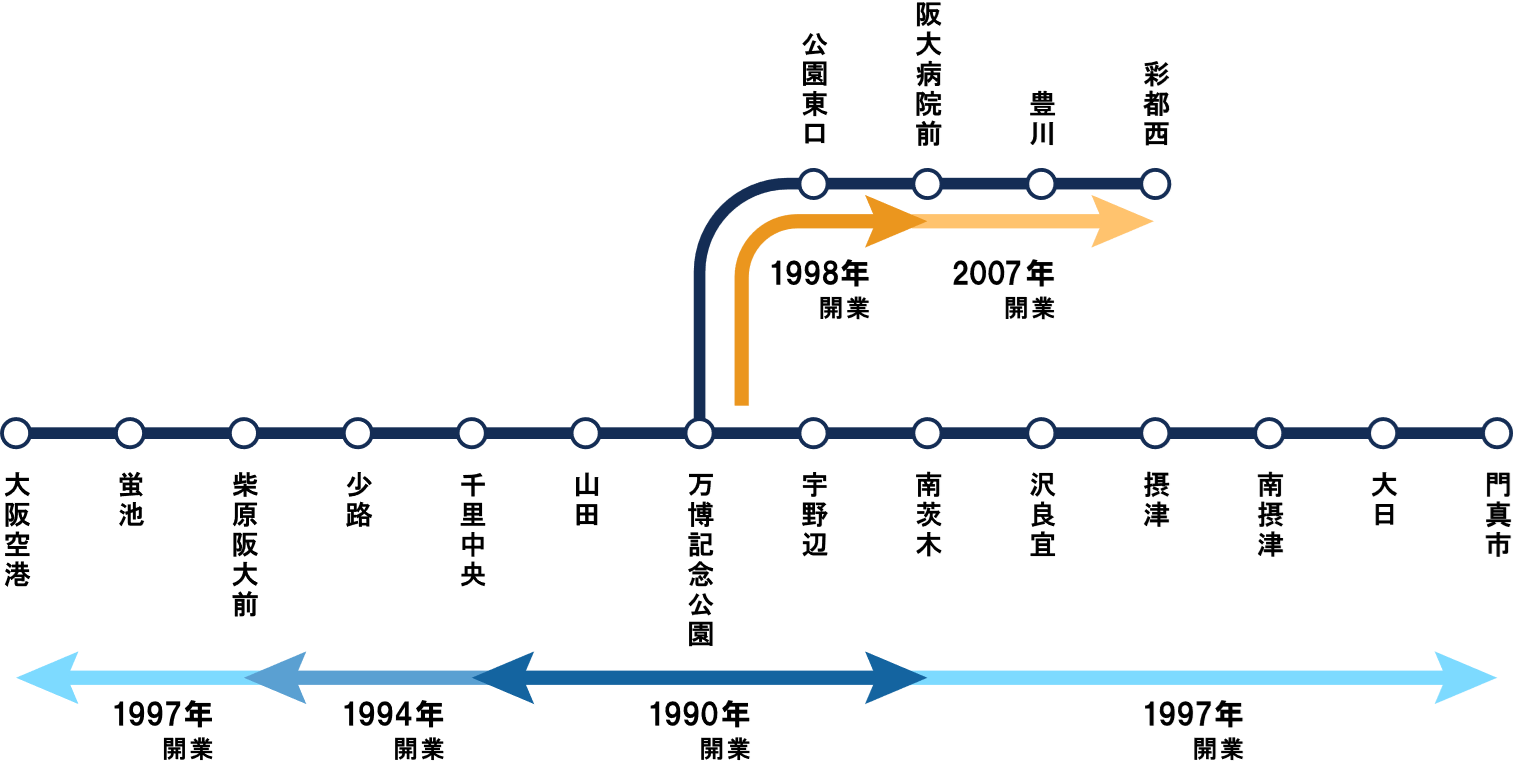 公園東口
阪大病院前
豊川
彩都西
1998年
開業
2007年
開業
大阪空港
蛍池
柴原阪大前
少路
千里中央
山田
万博記念公園
宇野辺
南茨木
沢良宜
摂津
南摂津
大日
門真市
1997年
開業
1994年
開業
1990年
開業
1997年
開業